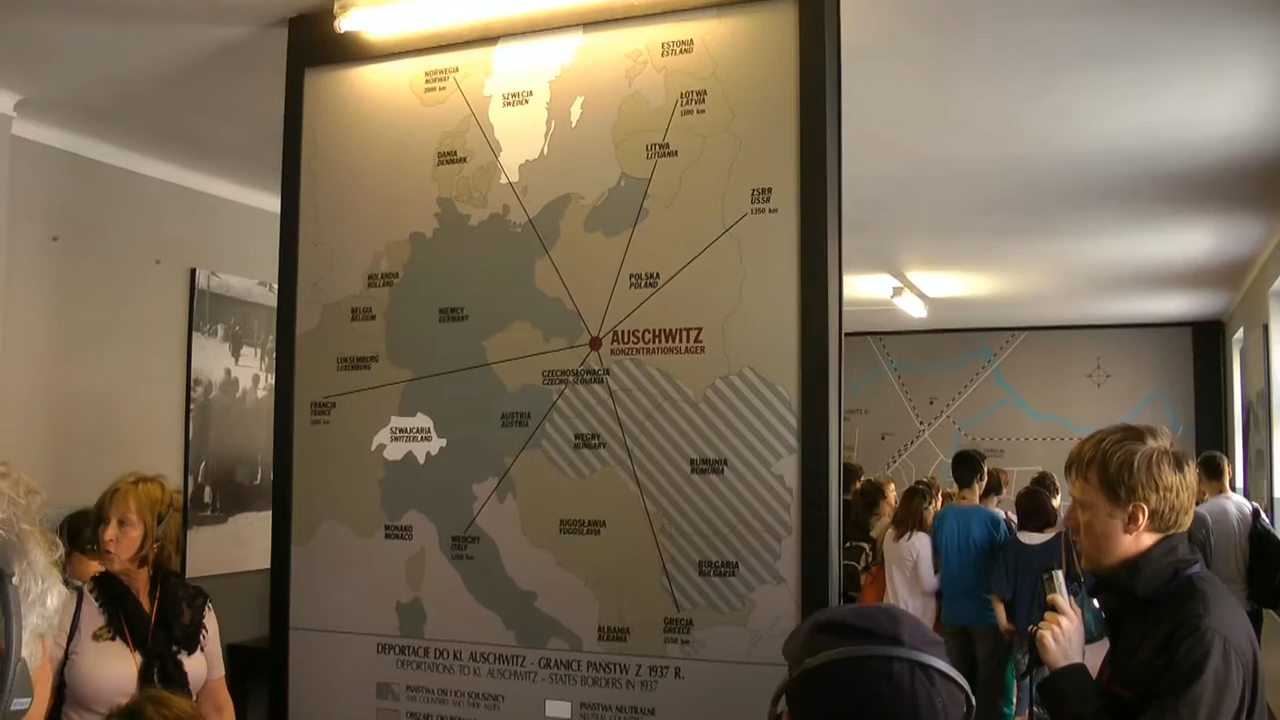 NORWEGIA
NORWAY
2000 km
SZWECJA
SWEDEN
ESTONIA
ESTLAND
ŁOTWA
LATVIA
1100 km
DANIA
DENMARK
LITWA
LITUANIA
ZSRR
USSR
1350 km
HOLANDIA
HOLLAND
POLSKA
POLAND
BELGIA
BELGIUM
NIEMCY
GERMANY
AUSCHWITZ
KONZENTRATIONSLAGER
LUKSEMBURG
LUXEMBURG
CZECHOSŁOWACJA
CZECHO-SLOVAKIA
FRANCJA
FRANCE
AUSTRIA
AUSTRIA
SZWAJCARIA
SWITZERLAND
WĘGRY
HUNGARY
RUMUNIA
RUMUNIA
MONAKO
MONACO
WŁOCHY
ITALY
JUGOSŁAWIA
YUGOSLAVIA
BUŁGARIA
BULGARIA
ALBANIA
ALBANIA
GRECJA
GREECE
DEPORTACJE DO KL AUSCHWITZ - GRANICE PAŃSTW Z 1937 R.
DEPORTATIONS TO KL AUSCHWITZ - STATES BORDERS IN 1937
PAŃSTWA OSI I ICH SOJUSZNICY
AXIS COUNTRIES AND THEIR ALLIES
PAŃSTWA NEUTRALNE
NEUTRAL COUNTRIES